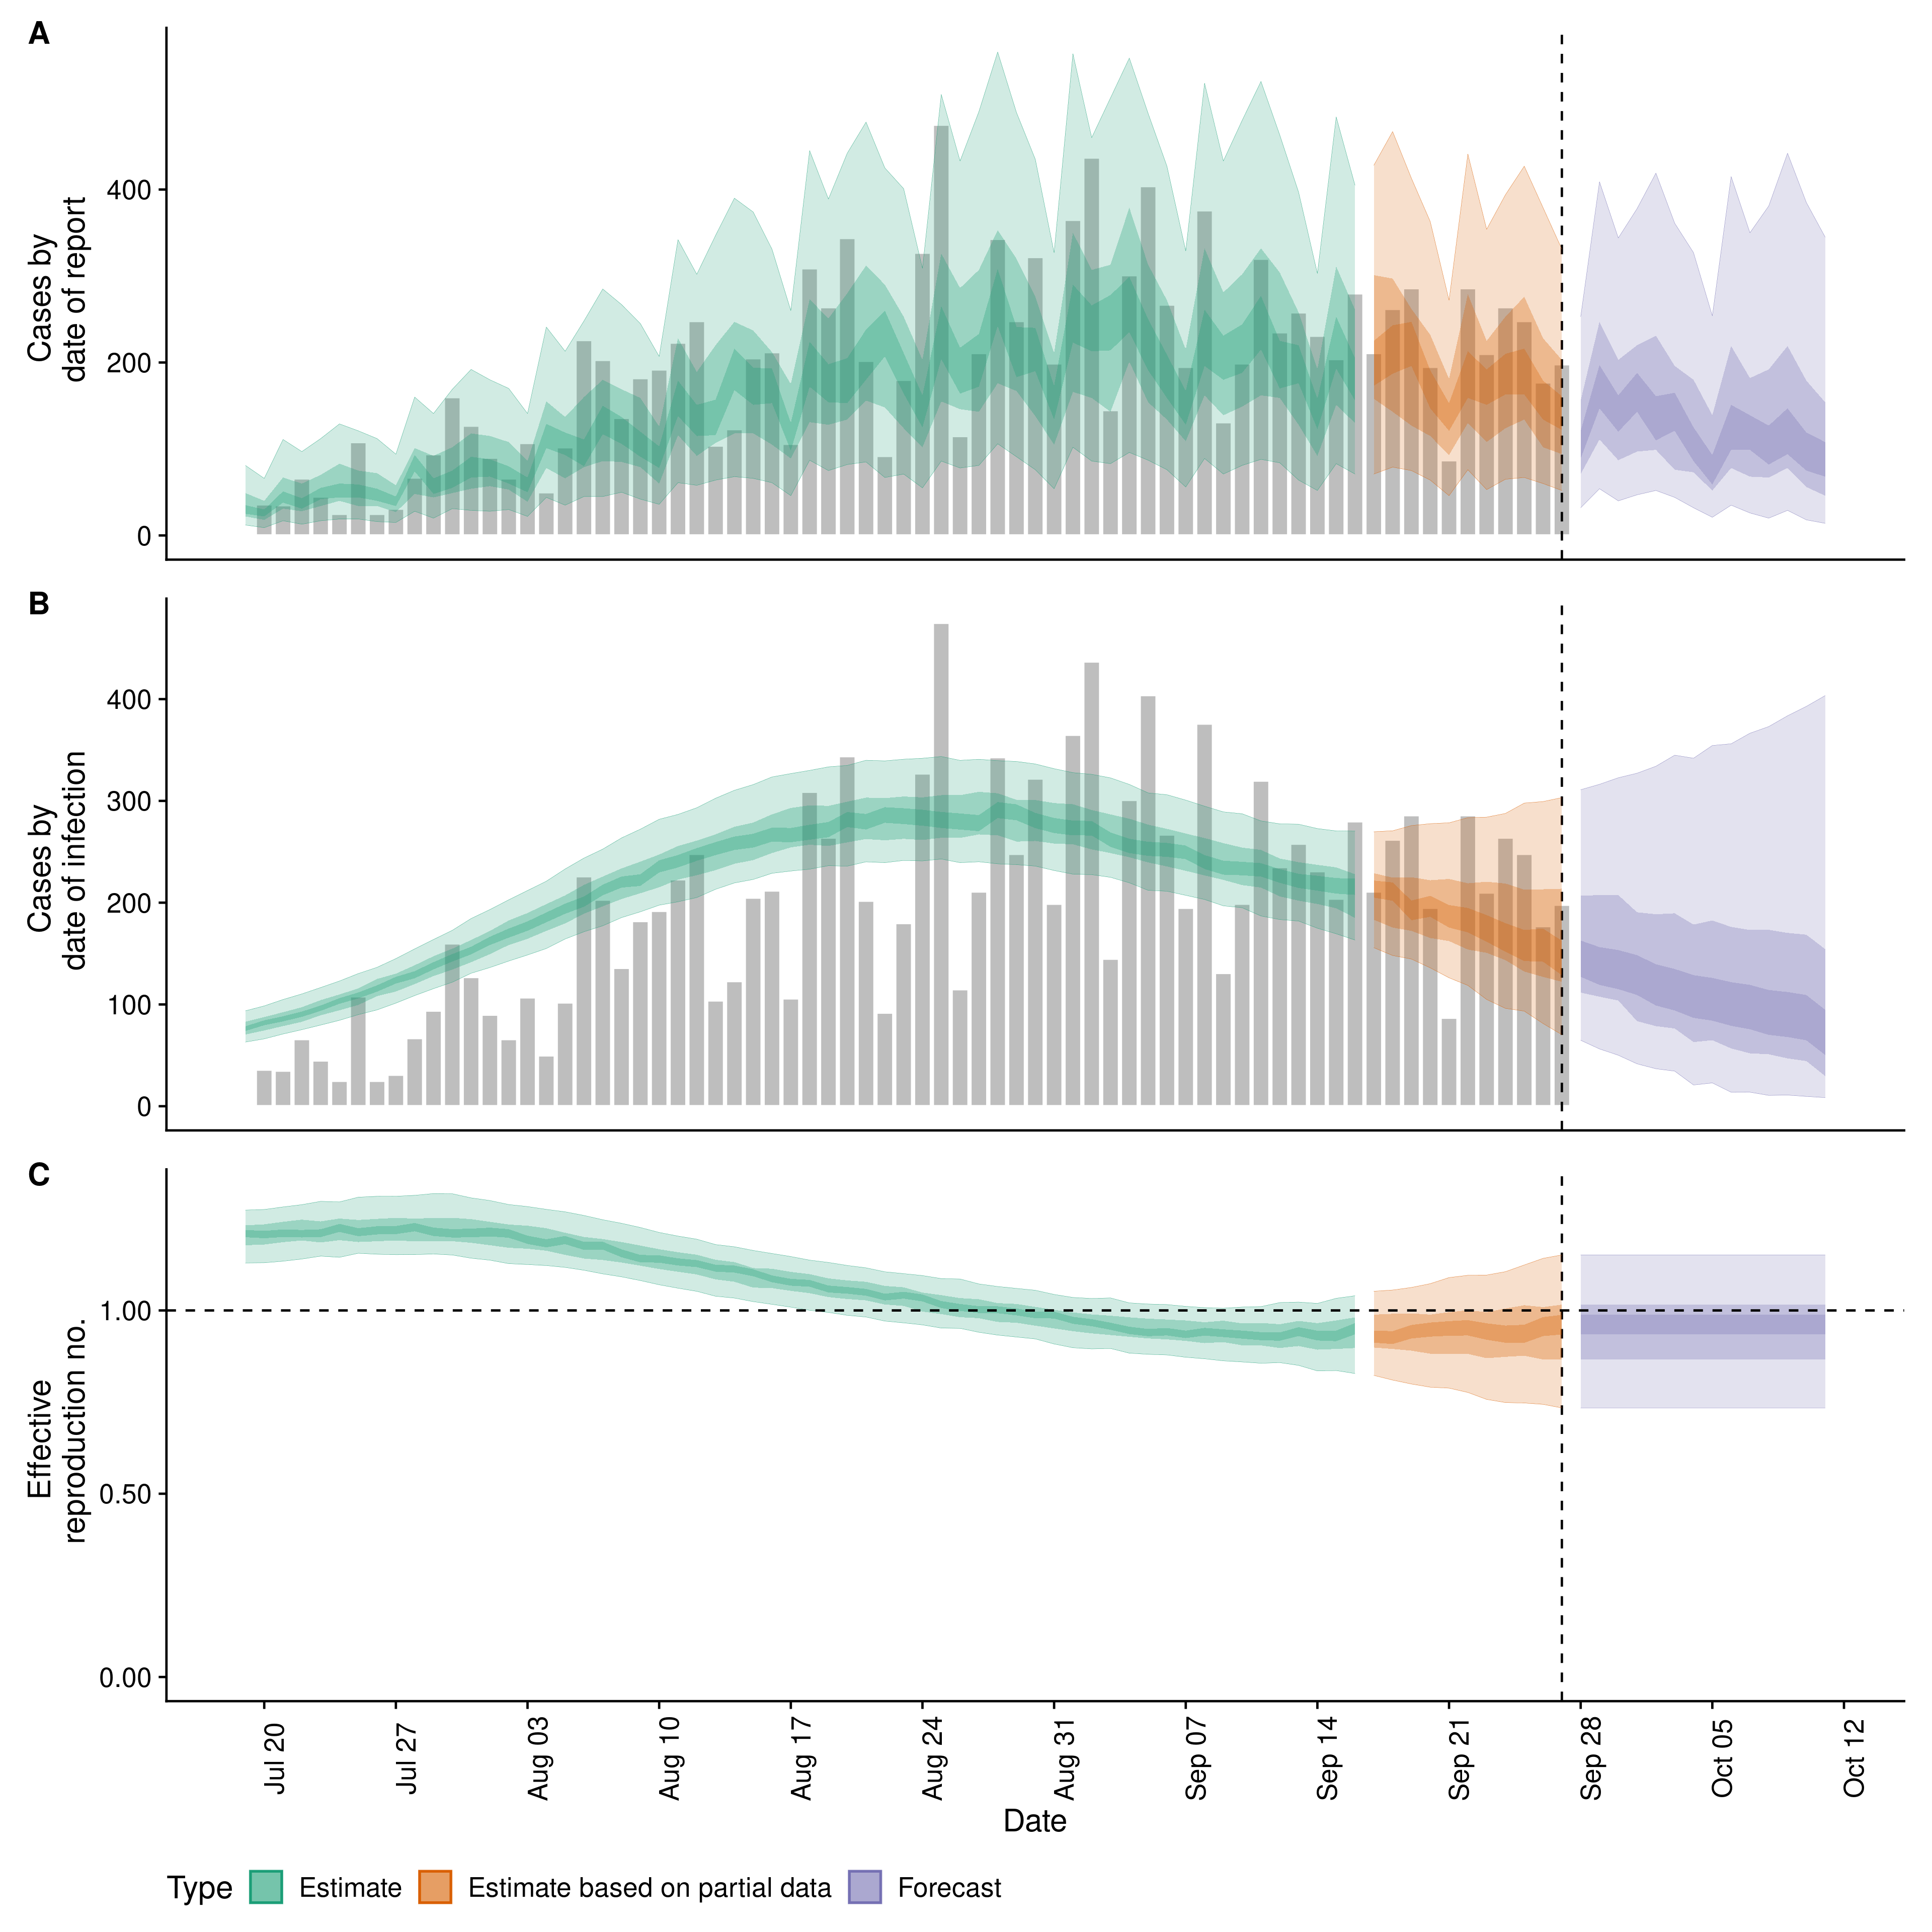 A
Cases by
date of report
400
200
0
B
Cases by
date of infection
400
300
200
100
0
C
Effective
reproduction no.
1.00
0.50
0.00
Jul 20
Jul 27
Aug 03
Aug 10
Aug 17
Aug 24
Aug 31
Sep 07
Sep 14
Sep 21
Sep 28
Oct 05
Oct 12
Date
Type Estimate Estimate based on partial data Forecast